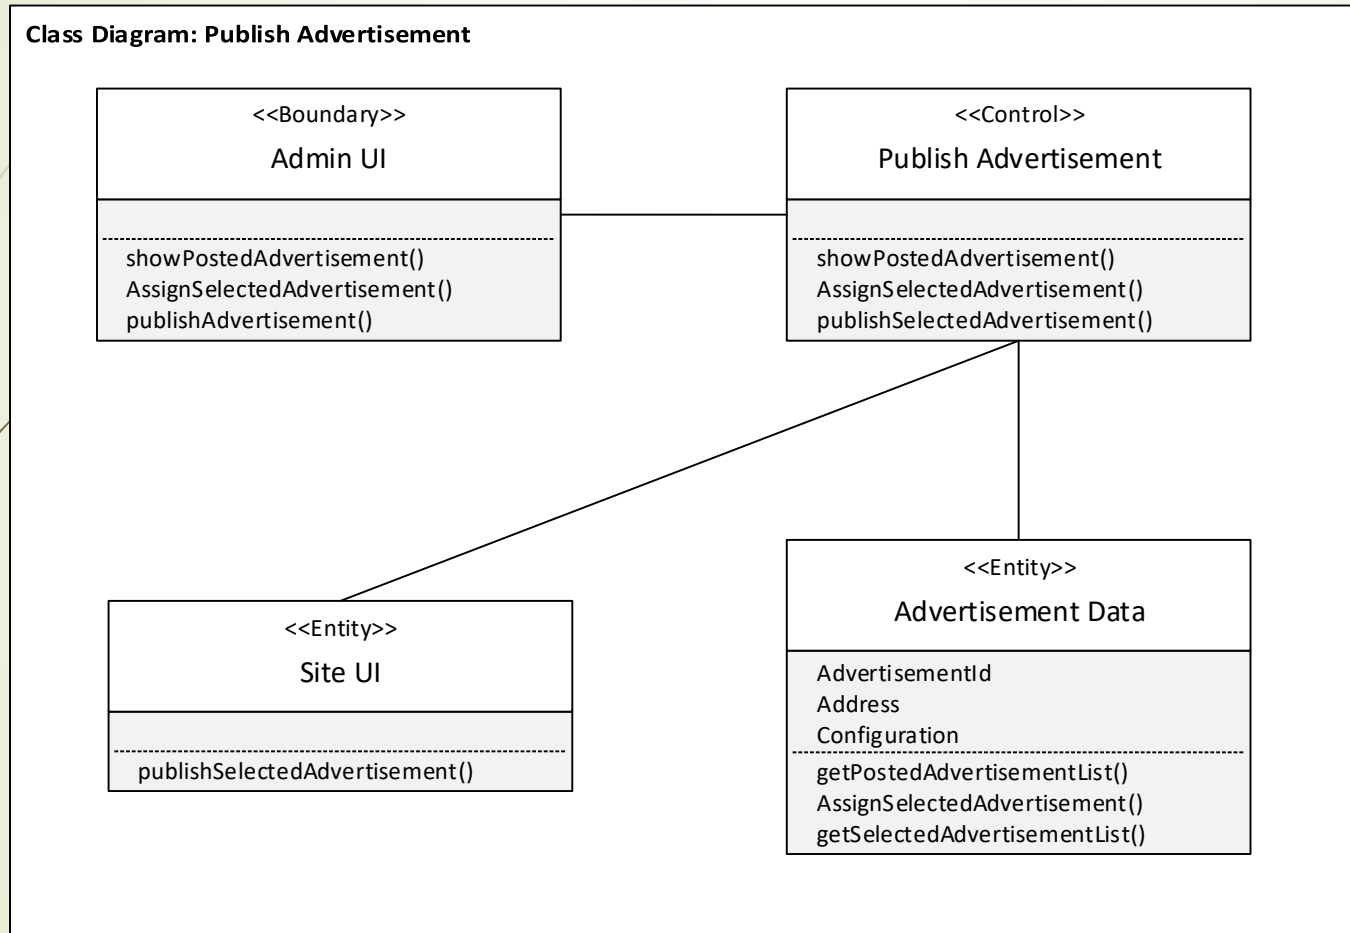 Class Diagram: Publish Advertisement
<<Boundary>>
Admin UI
showPostedAdvertisement()
AssignSelectedAdvertisement()
publishAdvertisement()
<<Control>>
Publish Advertisement
showPostedAdvertisement()
AssignSelectedAdvertisement()
publishSelectedAdvertisement()
<<Entity>>
Site UI
publishSelectedAdvertisement()
<<Entity>>
Advertisement Data
AdvertisementId
Address
Configuration
getPostedAdvertisementList()
AssignSelectedAdvertisement()
getSelectedAdvertisementList()